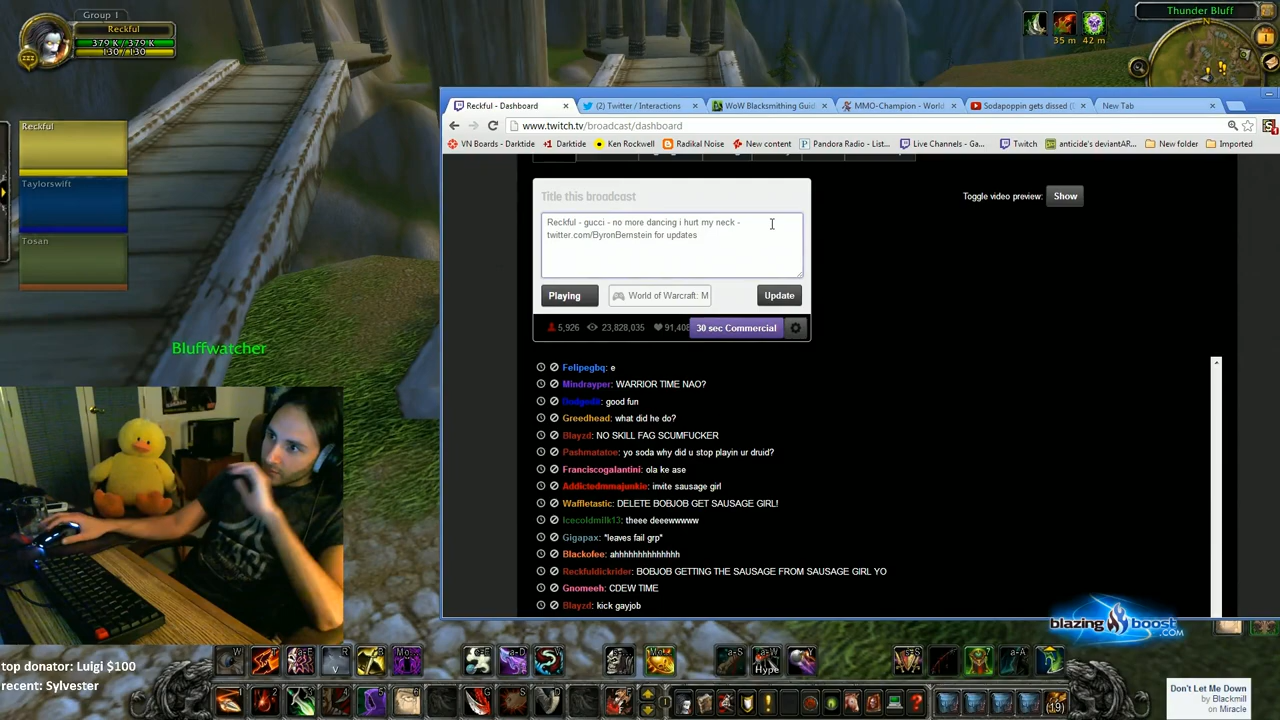 Group 1
Reckful
379 K / 379 K
130 / 130
35 m 42 m
Thunder Bluff
Reckful
Taylorswift
Tosan
Bluffwatcher
Reckful - Dashboard
(2) Twitter / Interactions
WoW Blacksmithing Guid
MMO-Champion - World
Sodapoppin gets dissed (
New Tab
www.twitch.tv/broadcast/dashboard
VN Boards - Darktide
+1 Darktide
Ken Rockwell
Radikal Noise
New content
Pandora Radio - List...
Live Channels - Ga...
Twitch
anticide's deviantAR...
New folder
Imported
Title this broadcast
Reckful - gucci - no more dancing i hurt my neck -
twitter.com/ByronBernstein for updates
Toggle video preview: Show
Playing
World of Warcraft: M
Update
5,926 23,828,035 91,408
30 sec Commercial
Felipegbq: e
Mindrayper: WARRIOR TIME NAO?
good fun
Greedhead: what did he do?
Blayzd: NO SKILL FAG SCUMFUCKER
Pashmatatoe: yo soda why did u stop playin ur druid?
Franciscogalantini: ola ke ase
Addictedmmajunkie: invite sausage girl
Waffletastic: DELETE BOBJOB GET SAUSAGE GIRL!
Icecoldmilk13: theee deeewwwww
Gigapax: *leaves fail grp*
Blackofee: ahhhhhhhhhhhhh
Reckfuldickrider: BOBJOB GETTING THE SAUSAGE FROM SAUSAGE GIRL YO
Gnomeeh: CDEW TIME
Blayzd: kick gayjob
blazing boost
.COM
top donator: Luigi $100
recent: Sylvester
Hype
Don't Let Me Down
by Blackmill
on Miracle